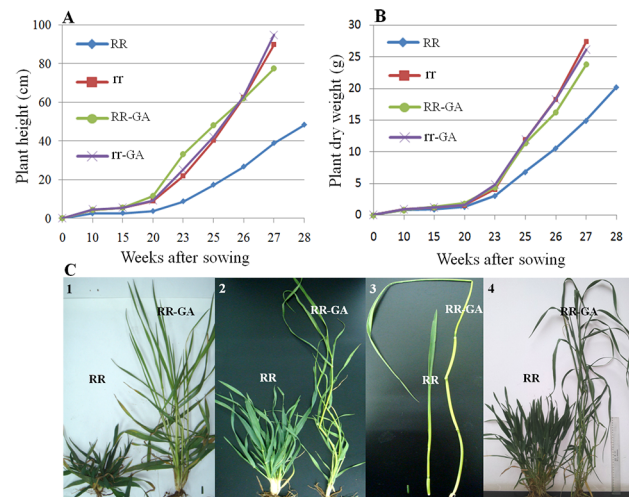 A
Plant height (cm)
100
80
60
40
20
0
RR
rr
RR-GA
rr-GA
0 10 15 20 23 25 26 27 28
Weeks after sowing
B
Plant dry weight (g)
30
25
20
15
10
5
0
RR
rr
RR-GA
rr-GA
0 10 15 20 23 25 26 27 28
Weeks after sowing
C
1
RR-GA
RR
2
RR-GA
RR
3
RR-GA
RR
4
RR-GA
RR